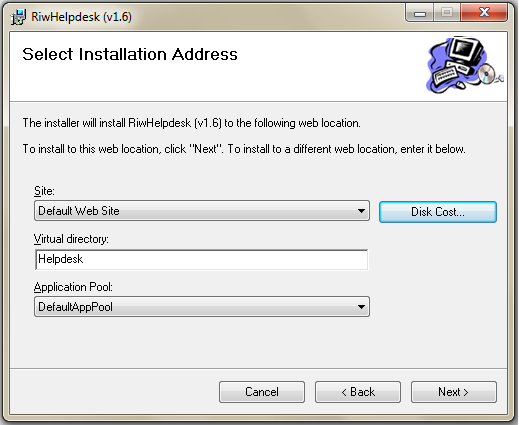 RiwHelpdesk (v1.6)
Select Installation Address
The installer will install RiwHelpdesk (v1.6) to the following web location.
To install to this web location, click "Next". To install to a different web location, enter it below.
Site:
Default Web Site
Disk Cost...
Virtual directory:
Helpdesk
Application Pool:
DefaultAppPool
Cancel
< Back
Next >